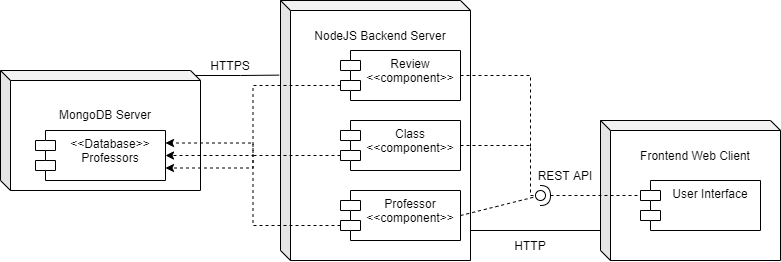 NodeJS Backend Server
HTTPS
Review
<<component>>
MongoDB Server
<<Database>>
Professors
Class
<<component>>
Frontend Web Client
REST API
User Interface
Professor
<<component>>
HTTP